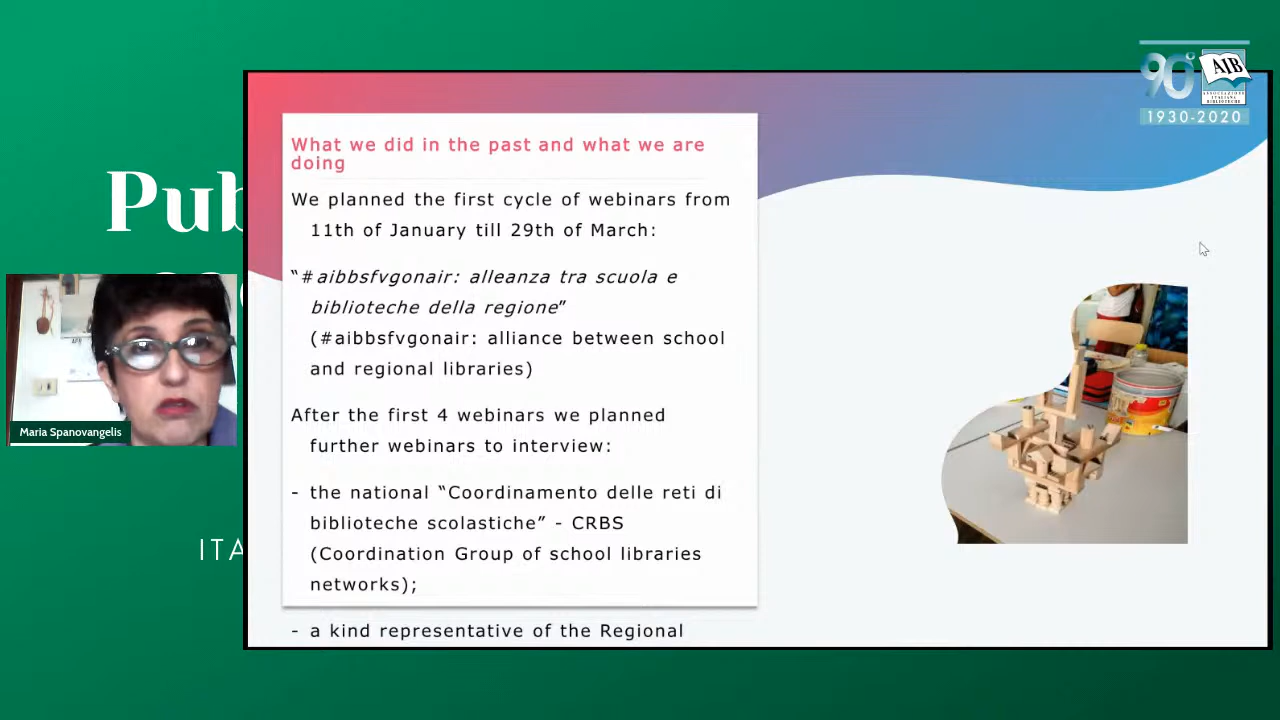 90°
AIB
ASSOCIAZIONE
ITALIANA
BIBLIOTECHE
1930-2020
Pub
ITA
Maria Spanovangelis
What we did in the past and what we are
doing
We planned the first cycle of webinars from
11th of January till 29th of March:
“#aibbsfvgonair: alleanza tra scuola e
biblioteche della regione”
(#aibbsfvgonair: alliance between school
and regional libraries)
After the first 4 webinars we planned
further webinars to interview:
- the national “Coordinamento delle reti di
biblioteche scolastiche” - CRBS
(Coordination Group of school libraries
networks);
- a kind representative of the Regional